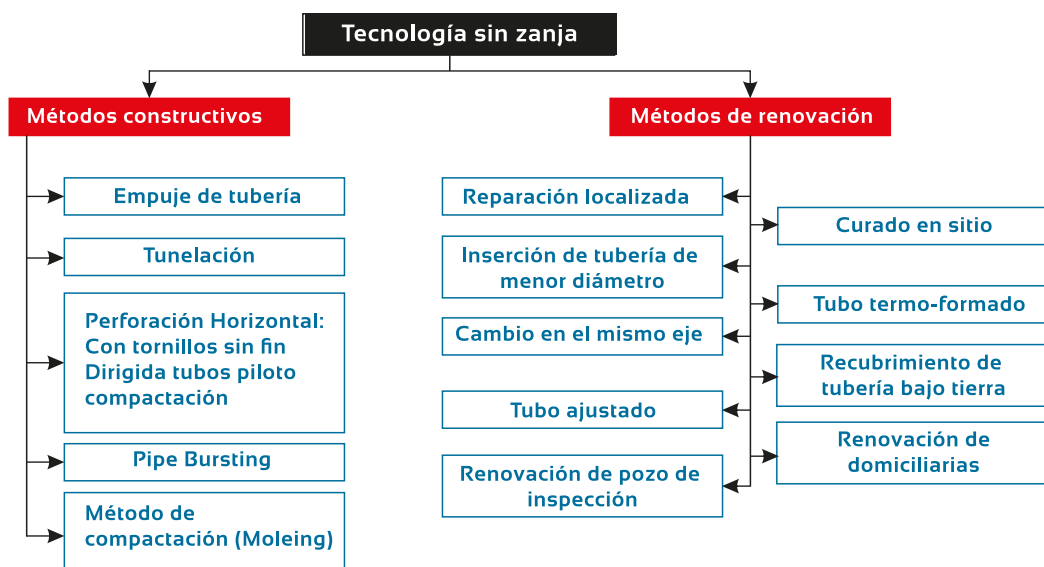 Tecnología sin zanja
Métodos constructivos
Empuje de tubería
Tunelación
Perforación Horizontal:
Con tornillos sin fin
Dirigida tubos piloto
compactación
Pipe Bursting
Método de
compactación (Moleing)
Métodos de renovación
Reparación localizada
Curado en sitio
Inserción de tubería de
menor diámetro
Tubo termo-formado
Cambio en el mismo eje
Recubrimiento de
tubería bajo tierra
Tubo ajustado
Renovación de
domiciliarias
Renovación de pozo de
inspección